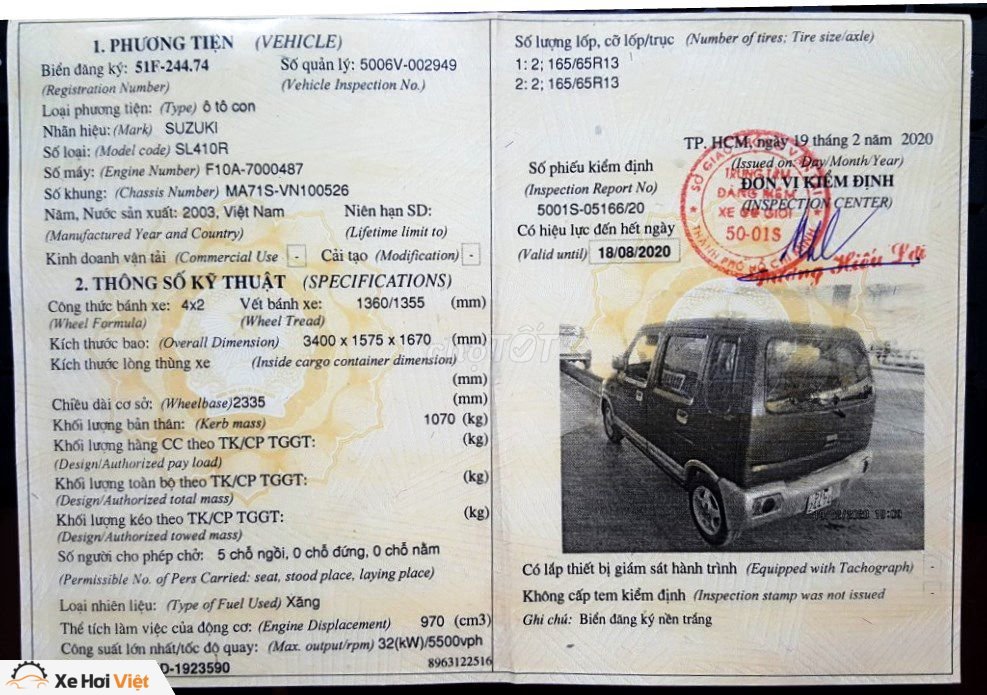 1. PHƯƠNG TIỆN (VEHICLE)
Biển đăng ký: 51F-244.74 Số quản lý: 5006V-002949
(Registration Number) (Vehicle Inspection No.)
Loại phương tiện: (Type) ô tô con
Nhãn hiệu: (Mark) SUZUKI
Số loại: (Model code) SL410R
Số máy: (Engine Number) F10A-7000487
Số khung: (Chassis Number) MA71S-VN100526
Năm, Nước sản xuất: 2003, Việt Nam Niên hạn SD:
(Manufactured Year and Country) (Lifetime limit to)
Kinh doanh vận tải (Commercial Use - Cải tạo (Modification) -
2. THÔNG SỐ KỸ THUẬT (SPECIFICATIONS)
Công thức bánh xe: 4x2 Vết bánh xe: 1360/1355 (mm)
(Wheel Formula) (Wheel Tread)
Kích thước bao: (Overall Dimension) 3400 x 1575 x 1670 (mm)
Kích thước lòng thùng xe (Inside cargo container dimension)
(mm)
Chiều dài cơ sở: (Wheelbase)2335 (mm)
Khối lượng bản thân: (Kerb mass) 1070 (kg)
Khối lượng hàng CC theo TK/CP TGGT: (kg)
(Design/Authorized pay load)
Khối lượng toàn bộ theo TK/CP TGGT: (kg)
(Design/Authorized total mass)
Khối lượng kéo theo TK/CP TGGT: (kg)
(Design/Authorized towed mass)
Số người cho phép chở: 5 chỗ ngồi, 0 chỗ đứng, 0 chỗ nằm
(Permissible No. of Pers Carried: seat, stood place, laying place)
Loại nhiên liệu: (Type of Fuel Used) Xăng
Thể tích làm việc của động cơ: (Engine Displacement) 970 (cm3)
Công suất lớn nhất/tốc độ quay: (Max. output/rpm) 32(kW)/5500vph
D-1923590 8963122516
Số lượng lốp, cỡ lốp/trục (Number of tires: Tire size/axle)
1: 2; 165/65R13
2: 2; 165/65R13
TP. HCM, ngày 19 tháng 2 năm 2020
(Issued on: Day/Month/Year)
Số phiếu kiểm định ĐƠN VỊ KIỂM ĐỊNH
(Inspection Report No) (INSPECTION CENTER)
5001S-05166/20
Có hiệu lực đến hết ngày
(Valid until) 18/08/2020
TRUNG TÂM
ĐĂNG KIỂM
XE CƠ GIỚI
50-01S
THÀNH PHỐ HỒ CHÍ MINH
Có lắp thiết bị giám sát hành trình (Equipped with Tachograph) -
Không cấp tem kiểm định (Inspection stamp was not issued
Ghi chú: Biển đăng ký nền trắng
Xe Hơi Việt